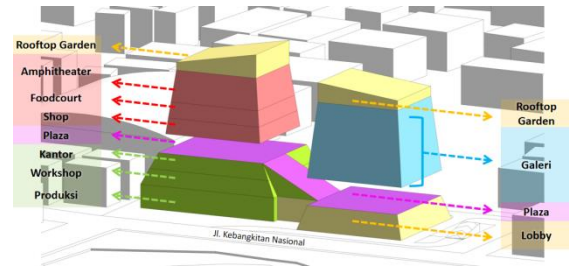 Rooftop Garden
Amphitheater
Foodcourt
Shop
Plaza
Kantor
Workshop
Produksi
Jl. Kebangkitan Nasional
Rooftop
Garden
Galeri
Plaza
Lobby